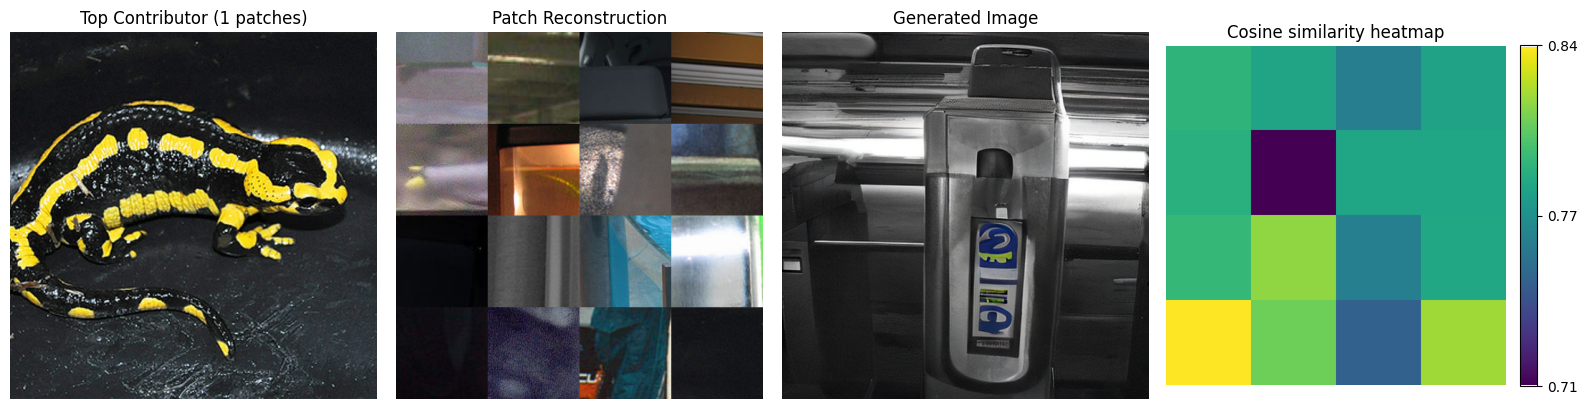 Top Contributor (1 patches)
Patch Reconstruction
Generated Image
Cosine similarity heatmap
0.84
0.77
0.71